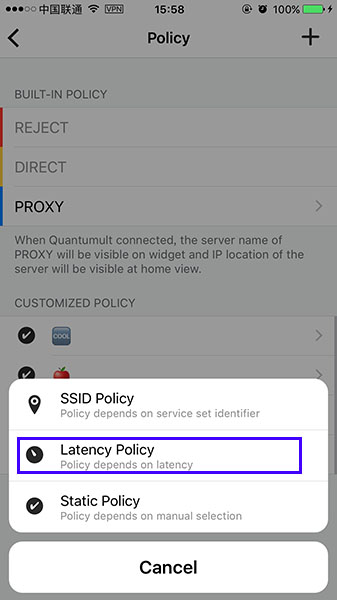 中国联通 VPN 15:58 100%
Policy
BUILT-IN POLICY
REJECT
DIRECT
PROXY
When Quantumult connected, the server name of
PROXY will be visible on widget and IP location of
the server will be visible at home view.
CUSTOMIZED POLICY
COOL
SSID Policy
Policy depends on service set identifier
Latency Policy
Policy depends on latency
Static Policy
Policy depends on manual selection
Cancel